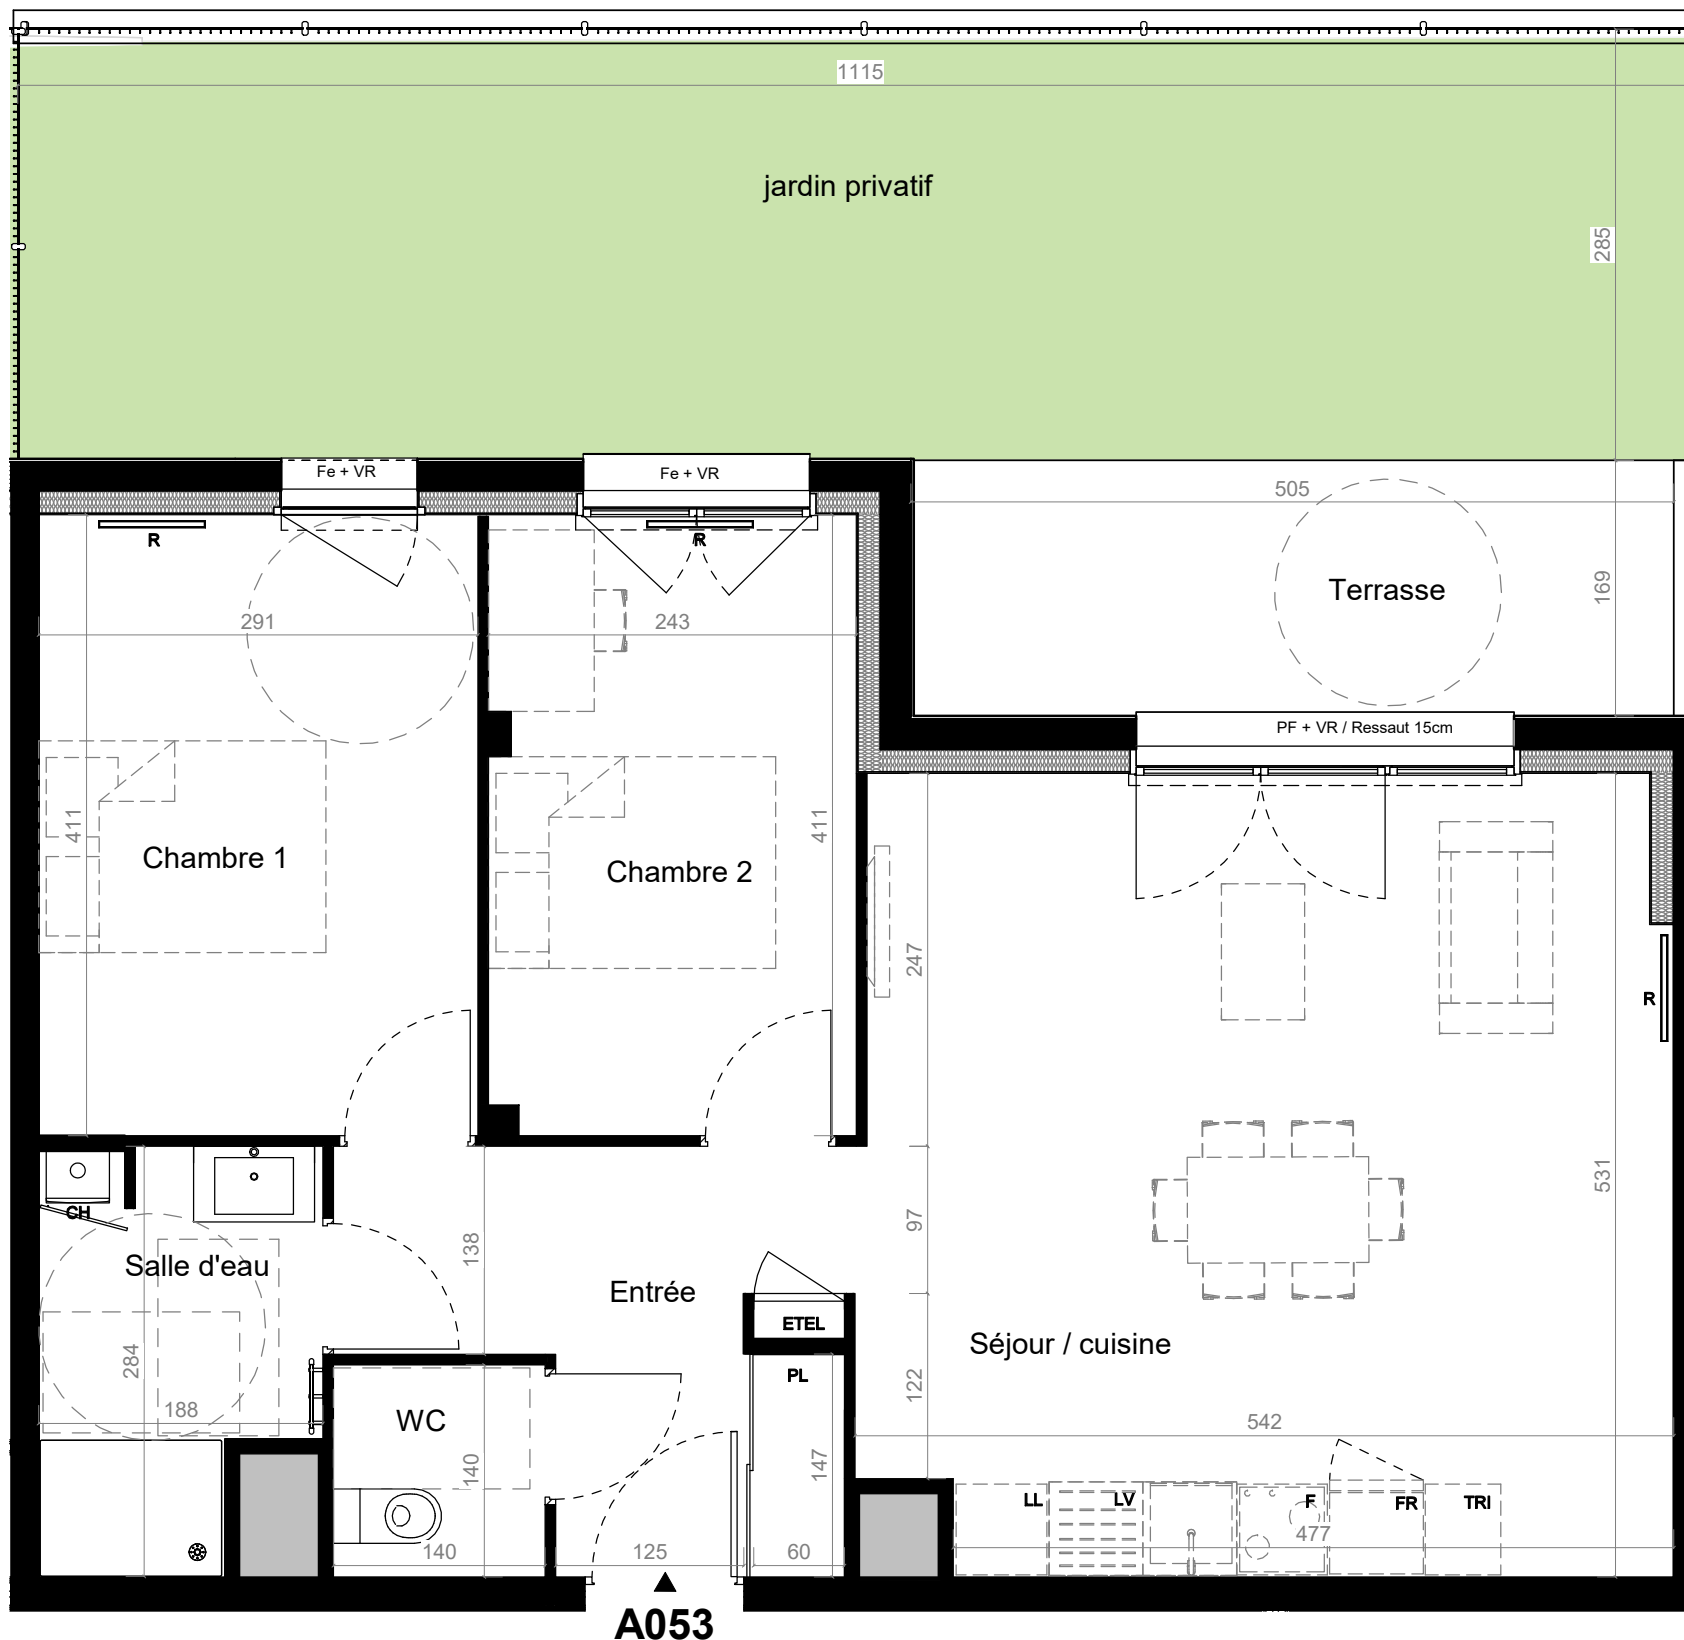 1115
jardin privatif
285
Fe + VR
Fe + VR
505
R
R
169
Terrasse
291
243
PF + VR / Ressaut 15cm
411
411
Chambre 1
Chambre 2
247
R
531
CH
97
138
Salle d'eau
Entrée
ETEL
Séjour / cuisine
284
PL
122
188
WC
542
140
147
LL
LV
F
FR
TRI
477
140
125
60
A053